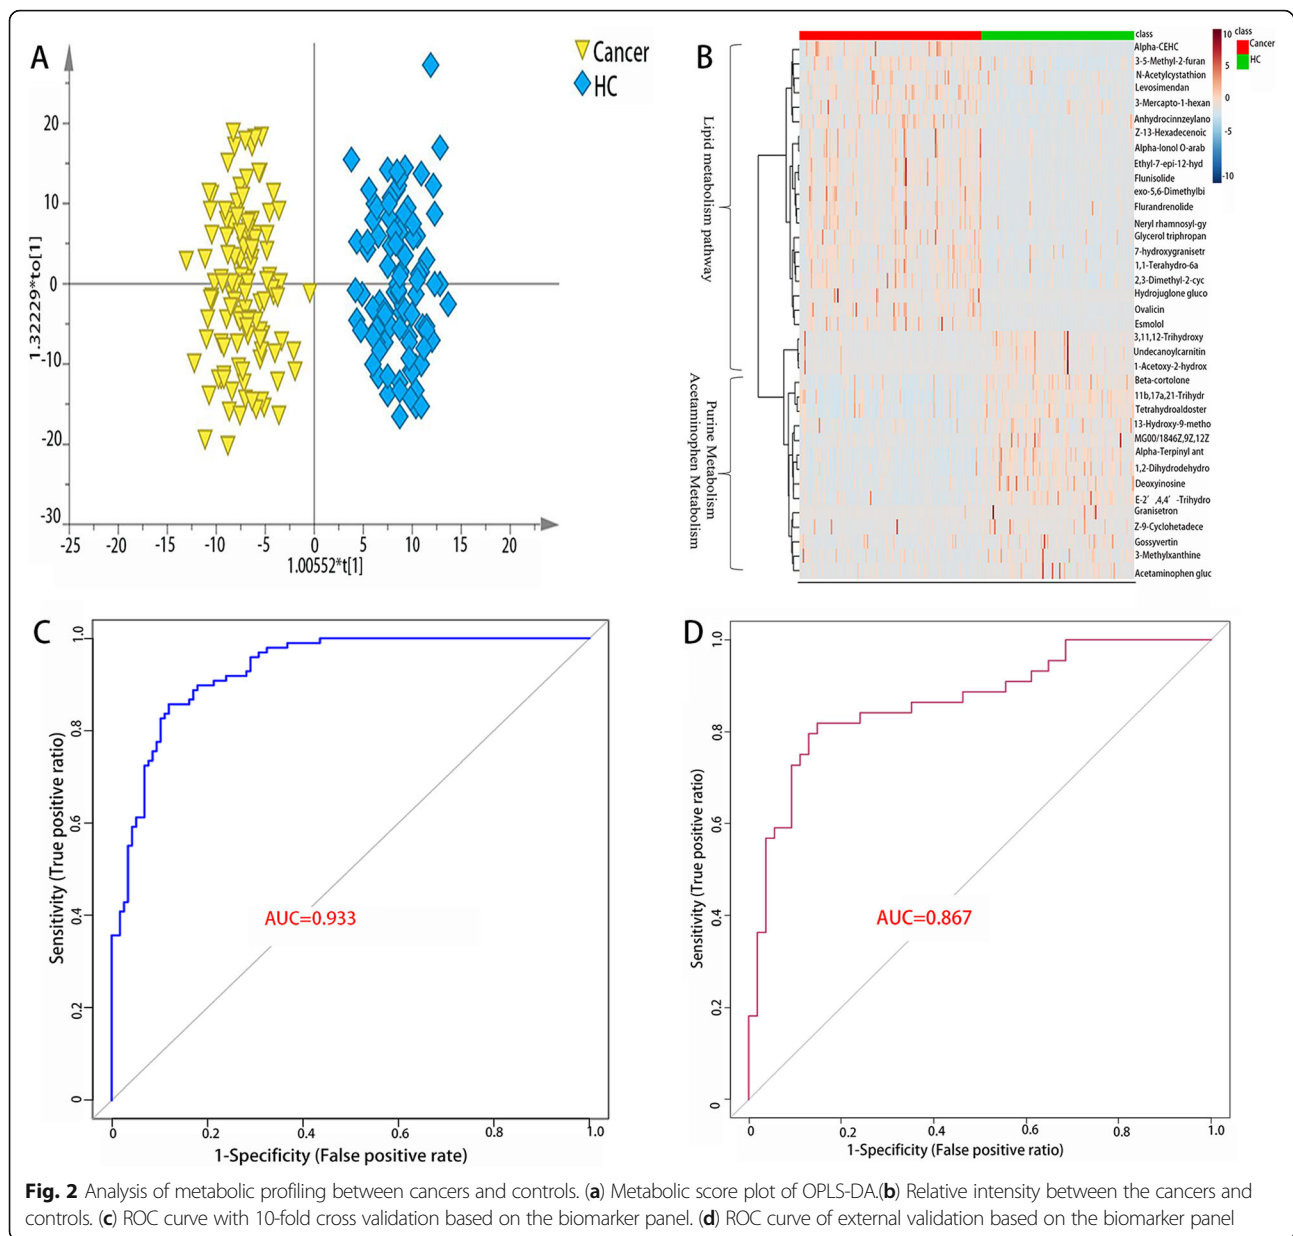 A
Cancer
HC
1.32229*to[1]
20
10
0
-10
-20
-30
-25 -20 -15 -10 -5 0 5 10 15 20
1.00552*t[1]
B
Lipid metabolism pathway
Purine Metabolism
Acetaminophen Metabolism
class
Alpha-CEHC
3-5-Methyl-2-furan
N-Acetylcystathion
Levosimendan
3-Mercapto-1-hexan
Anhydrocinnzeylano
Z-13-Hexadecenoic
Alpha-Ionol O-arab
Ethyl-7-epi-12-hyd
Flunisolide
exo-5,6-Dimethylbi
Flurandrenolide
Neryl rhamnosyl-gy
Glycerol triphropan
7-hydroxygranisetr
1,1-Terahydro-6a
2,3-Dimethyl-2-cyc
Hydrojuglone gluco
Ovalicin
Esmolol
3,11,12-Trihydroxy
Undecanoylcarnitin
1-Acetoxy-2-hydrox
Beta-cortolone
11b,17a,21-Trihydr
Tetrahydroaldoster
13-Hydroxy-9-metho
MG00/1846Z,9Z,12Z
Alpha-Terpinyl ant
1,2-Dihydrodehydro
Deoxyinosine
E-2′,4,4′-Trihydro
Granisetron
Z-9-Cyclohetadece
Gossyvertin
3-Methylxanthine
Acetaminophen gluc
10
5
0
-5
-10
class
Cancer
HC
C
Sensitivity (True positive ratio)
1.0
0.8
0.6
0.4
0.2
0
AUC=0.933
0 0.2 0.4 0.6 0.8 1.0
1-Specificity (False positive rate)
D
Sensitivity (True positive ratio)
1.0
0.8
0.6
0.4
0.2
0
AUC=0.867
0 0.2 0.4 0.6 0.8 1.0
1-Specificity (False positive ratio)
Fig. 2 Analysis of metabolic profiling between cancers and controls. (a) Metabolic score plot of OPLS-DA.(b) Relative intensity between the cancers and
controls. (c) ROC curve with 10-fold cross validation based on the biomarker panel. (d) ROC curve of external validation based on the biomarker panel